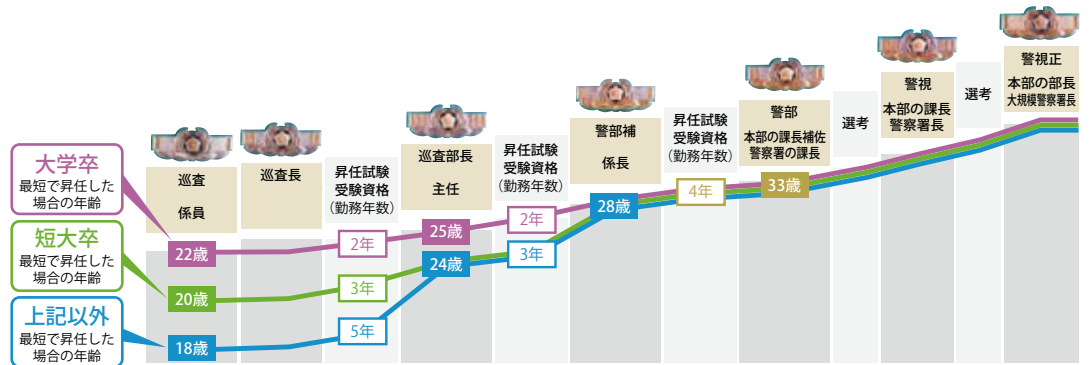 大学卒
最短で昇任した
場合の年齢
短大卒
最短で昇任した
場合の年齢
上記以外
最短で昇任した
場合の年齢
巡査
係員
22歳
20歳
18歳
巡査長
昇任試験
受験資格
(勤務年数)
2年
3年
5年
巡査部長
主任
25歳
24歳
昇任試験
受験資格
(勤務年数)
2年
3年
警部補
係長
28歳
昇任試験
受験資格
(勤務年数)
4年
警部
本部の課長補佐
警察署の課長
33歳
選考
警視
本部の課長
警察署長
選考
警視正
本部の部長
大規模警察署長